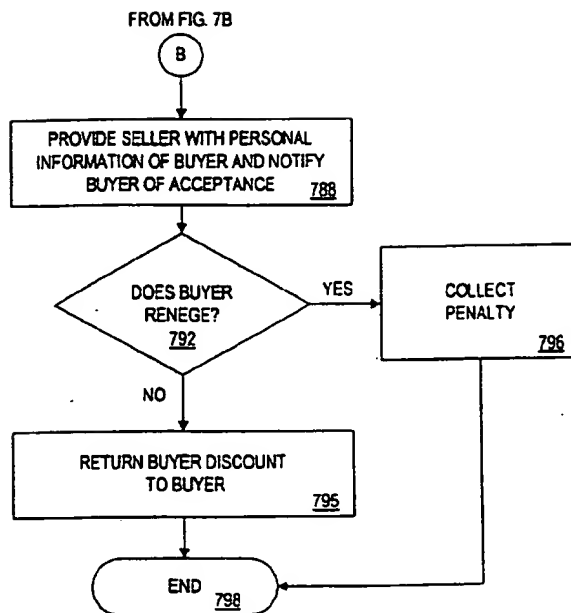 FROM FIG. 7B
B
PROVIDE SELLER WITH PERSONAL
INFORMATION OF BUYER AND NOTIFY
BUYER OF ACCEPTANCE
788
DOES BUYER
RENEGE?
792
YES
COLLECT
PENALTY
796
NO
RETURN BUYER DISCOUNT
TO BUYER
795
END
798